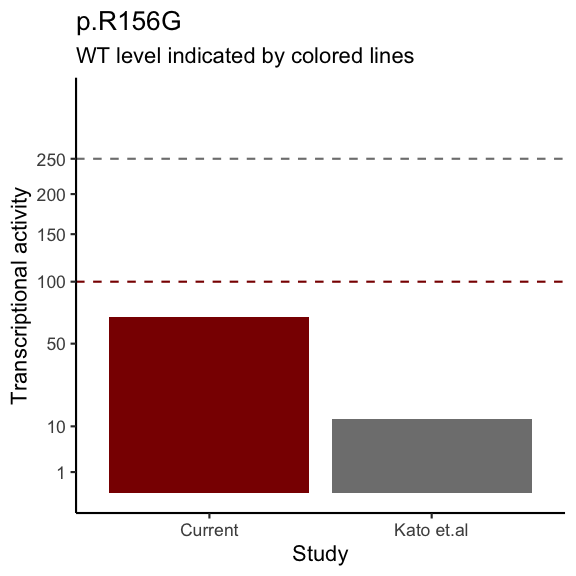 p.R156G
WT level indicated by colored lines
Transcriptional activity
250
200
150
100
50
10
1
Current
Kato et.al
Study